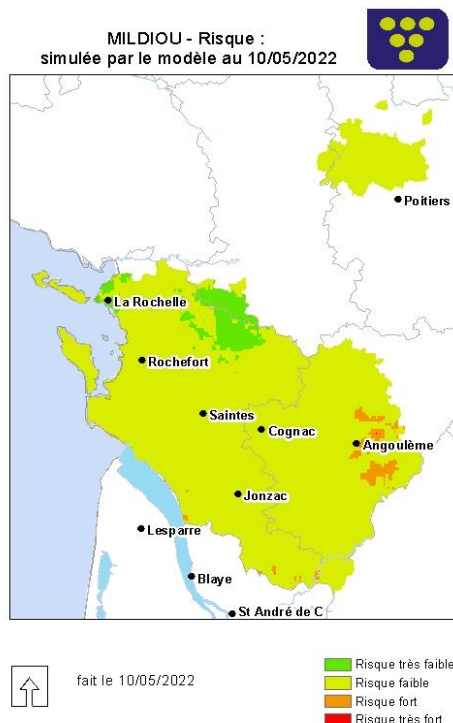 MILDIOU - Risque :
simulée par le modèle au 10/05/2022
Poitiers
La Rochelle
Rochefort
Saintes
Cognac
Angoulème
Jonzac
Lesparre
Blaye
St André de C
fait le 10/05/2022
Risque très faible
Risque faible
Risque fort
Risque très fort